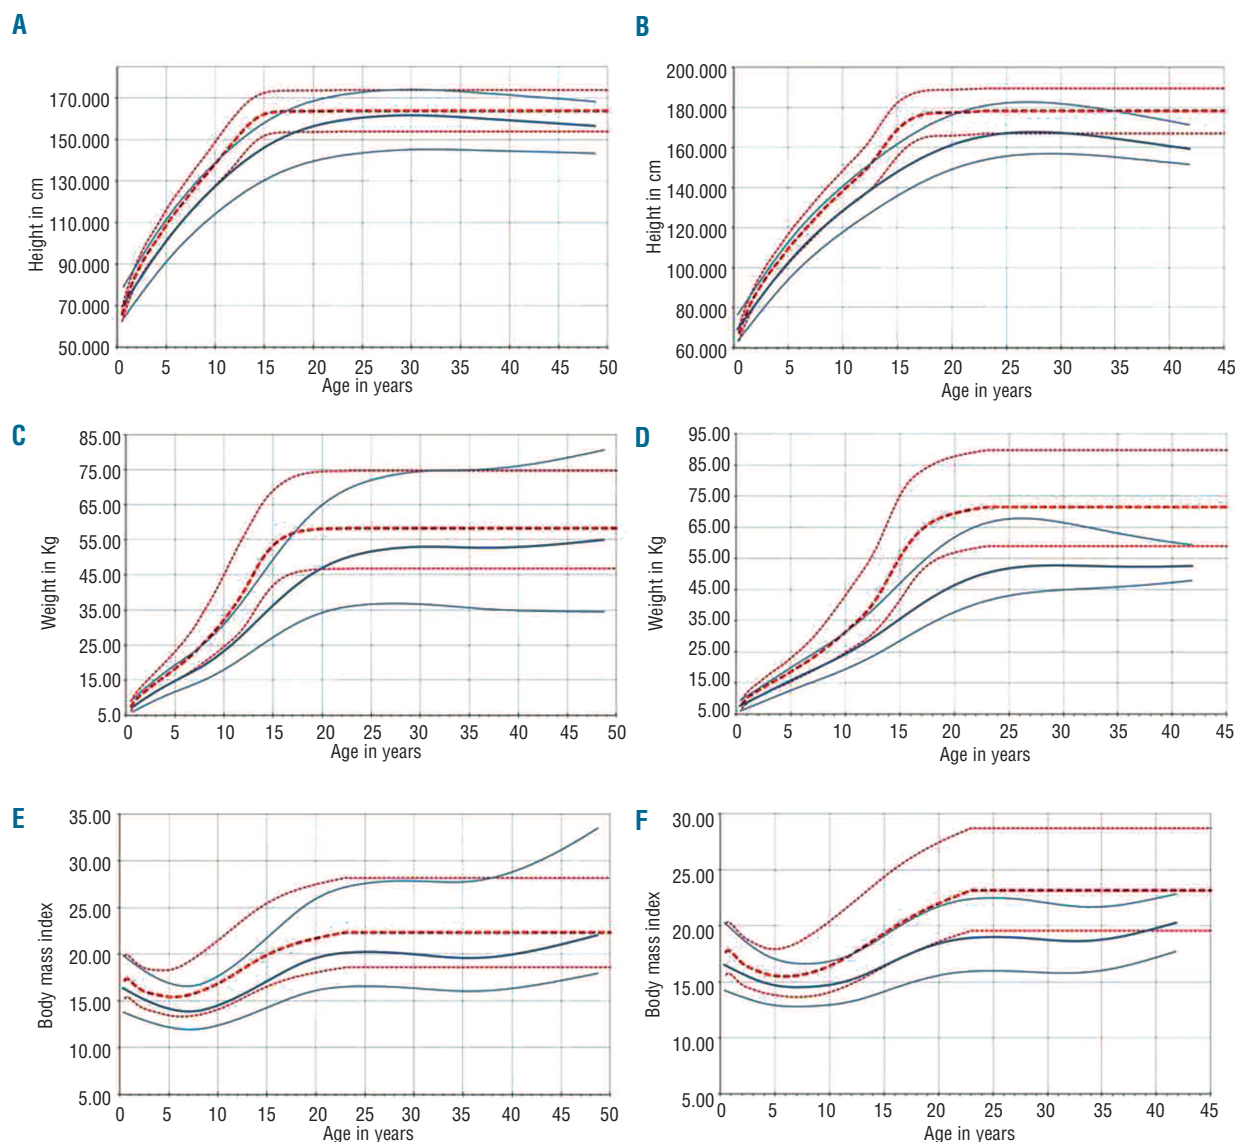 A
Height in cm
170.000
150.000
130.000
110.000
90.000
70.000
50.000
0 5 10 15 20 25 30 35 40 45 50
Age in years
B
Height in cm
200.000
180.000
160.000
140.000
120.000
100.000
80.000
60.000
0 5 10 15 20 25 30 35 40 45
Age in years
C
Weight in Kg
85.00
75.00
65.00
55.00
45.00
35.00
25.00
15.00
5.0
0 5 10 15 20 25 30 35 40 45 50
Age in years
D
Weight in Kg
95.00
85.00
75.00
65.00
55.00
45.00
35.00
25.00
15.00
5.00
0 5 10 15 20 25 30 35 40 45
Age in years
E
Body mass index
35.00
30.00
25.00
20.00
15.00
10.00
5.00
0 5 10 15 20 25 30 35 40 45 50
Age in years
F
Body mass index
30.00
25.00
20.00
15.00
10.00
5.00
0 5 10 15 20 25 30 35 40 45
Age in years